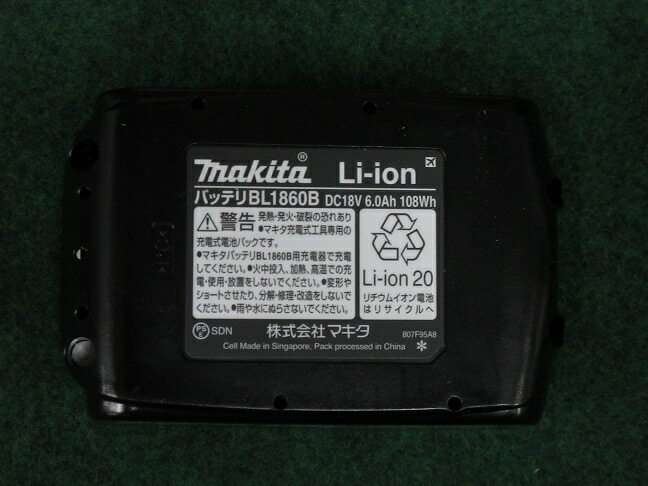 makita® Li-ion
バッテリBL1860B DC18V 6.0Ah 108Wh
警告 発熱・発火・破裂の恐れあり
●マキタ充電式工具専用の
充電式電池パックです。
●マキタバッテリBL1860B用充電器で充電
してください。●火中投入、加熱、高温での充
電・使用・放置をしないでください。●変形や
ショートさせたり、分解・修理・改造をしないで
ください。●雨や水にぬらさないでください。
Li-ion 20
リチウムイオン電池
はリサイクルへ
PS E SDN 株式会社マキタ 807F95A8
Cell Made in Singapore, Pack processed in China *